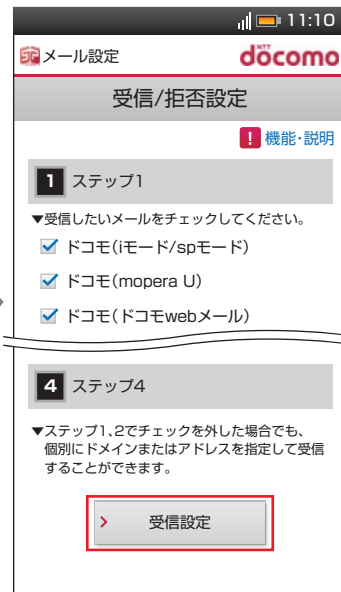 11:10
メール設定
NTT
döcomo
受信/拒否設定
! 機能・説明
1 ステップ1
▼受信したいメールをチェックしてください。
ドコモ(iモード/spモード)
ドコモ(mopera U)
ドコモ(ドコモwebメール)
4 ステップ4
▼ステップ1、2でチェックを外した場合でも、
個別にドメインまたはアドレスを指定して受信
することができます。
受信設定